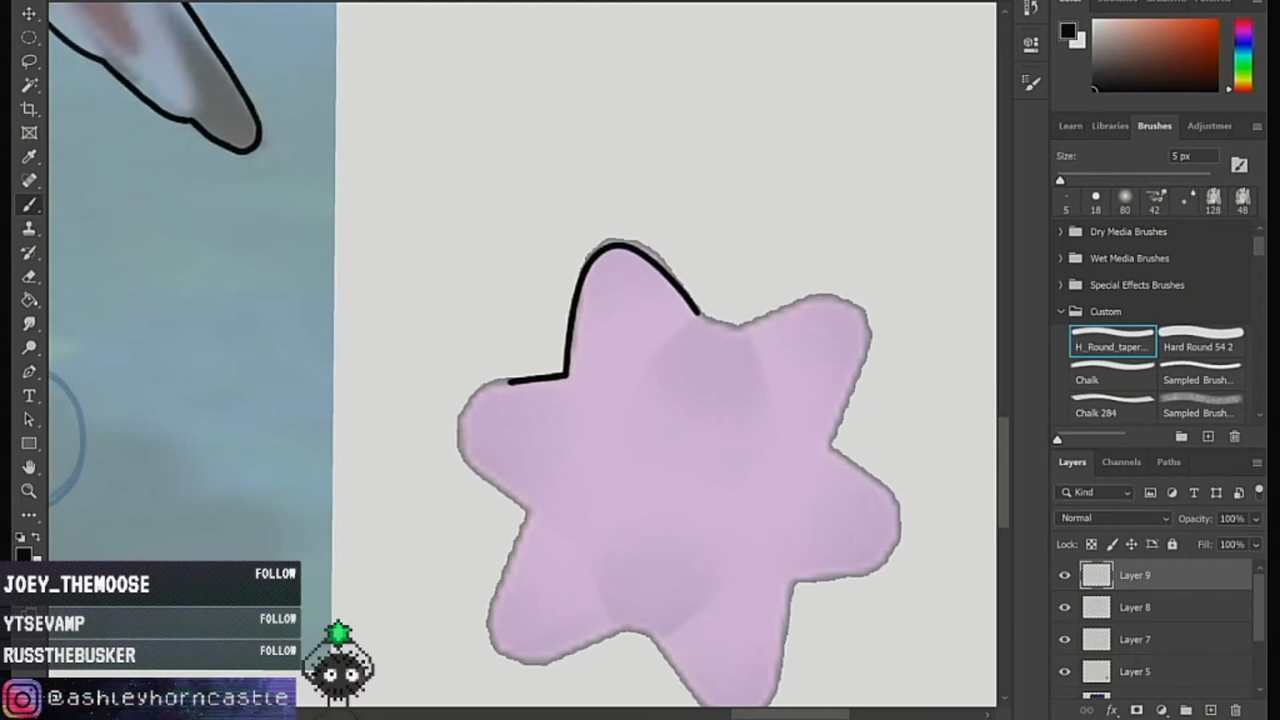 Size:
5 px
Learn
Libraries
Brushes
Adjustmer
5
18
80
42
128
48
Dry Media Brushes
Wet Media Brushes
Special Effects Brushes
Custom
H_Round_taper...
Hard Round 54 2
Chalk
Sampled Brush...
Chalk 284
Sampled Brush...
Layers
Channels
Paths
Kind
Normal
Opacity: 100%
Lock:
Fill: 100%
Layer 9
Layer 8
Layer 7
Layer 5
fx
T
T
JOEY_THEMOOSE
FOLLOW
YTSEVAMP
FOLLOW
RUSSTHEBUSKER
FOLLOW
@ashleyhorncastle